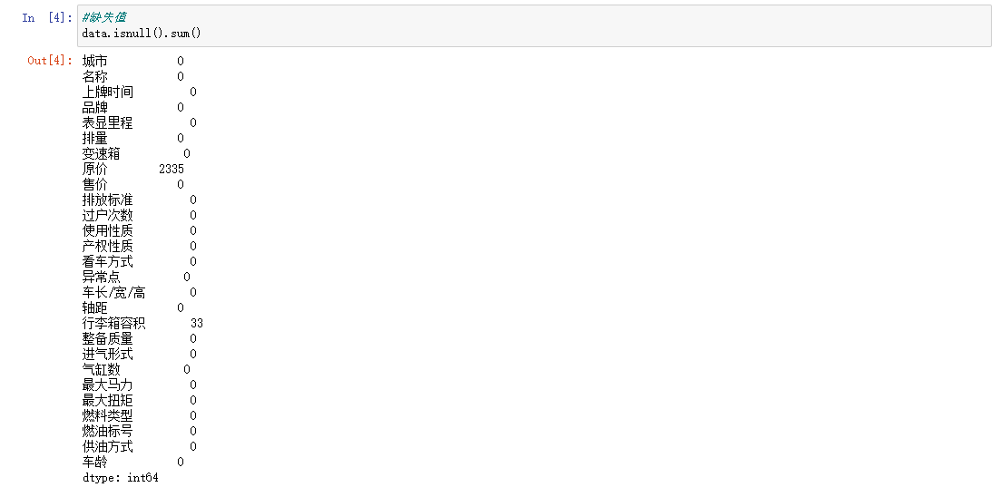 In [4]: #缺失值
data.isnull().sum()
Out[4]: 城市 0
名称 0
上牌时间 0
品牌 0
表显里程 0
排量 0
变速箱 0
原价 2335
售价 0
排放标准 0
过户次数 0
使用性质 0
产权性质 0
看车方式 0
异常点 0
车长/宽/高 0
轴距 0
行李箱容积 33
整备质量 0
进气形式 0
气缸数 0
最大马力 0
最大扭矩 0
燃料类型 0
燃油标号 0
供油方式 0
车龄 0
dtype: int64